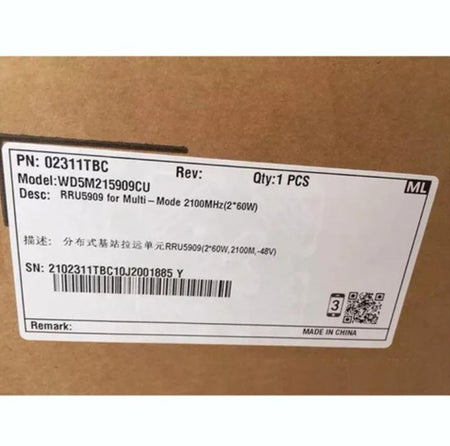 PN: 02311TBC Rev: Qty:1 PCS
Model:WD5M215909CU ML
Desc: RRU5909 for Multi-Mode 2100MHz(2*60W)
描述: 分布式基站拉远单元RRU5909(2*60W,2100M,-48V)
SN: 2102311TBC10J2001885 Y
3
Remark: MADE IN CHINA